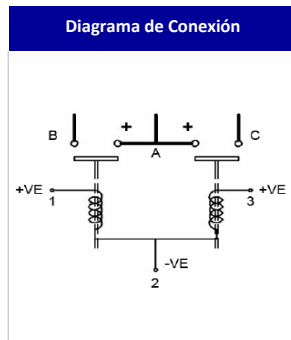 Diagrama de Conexión
B + + C
A
+VE +VE
1 3
-VE
2